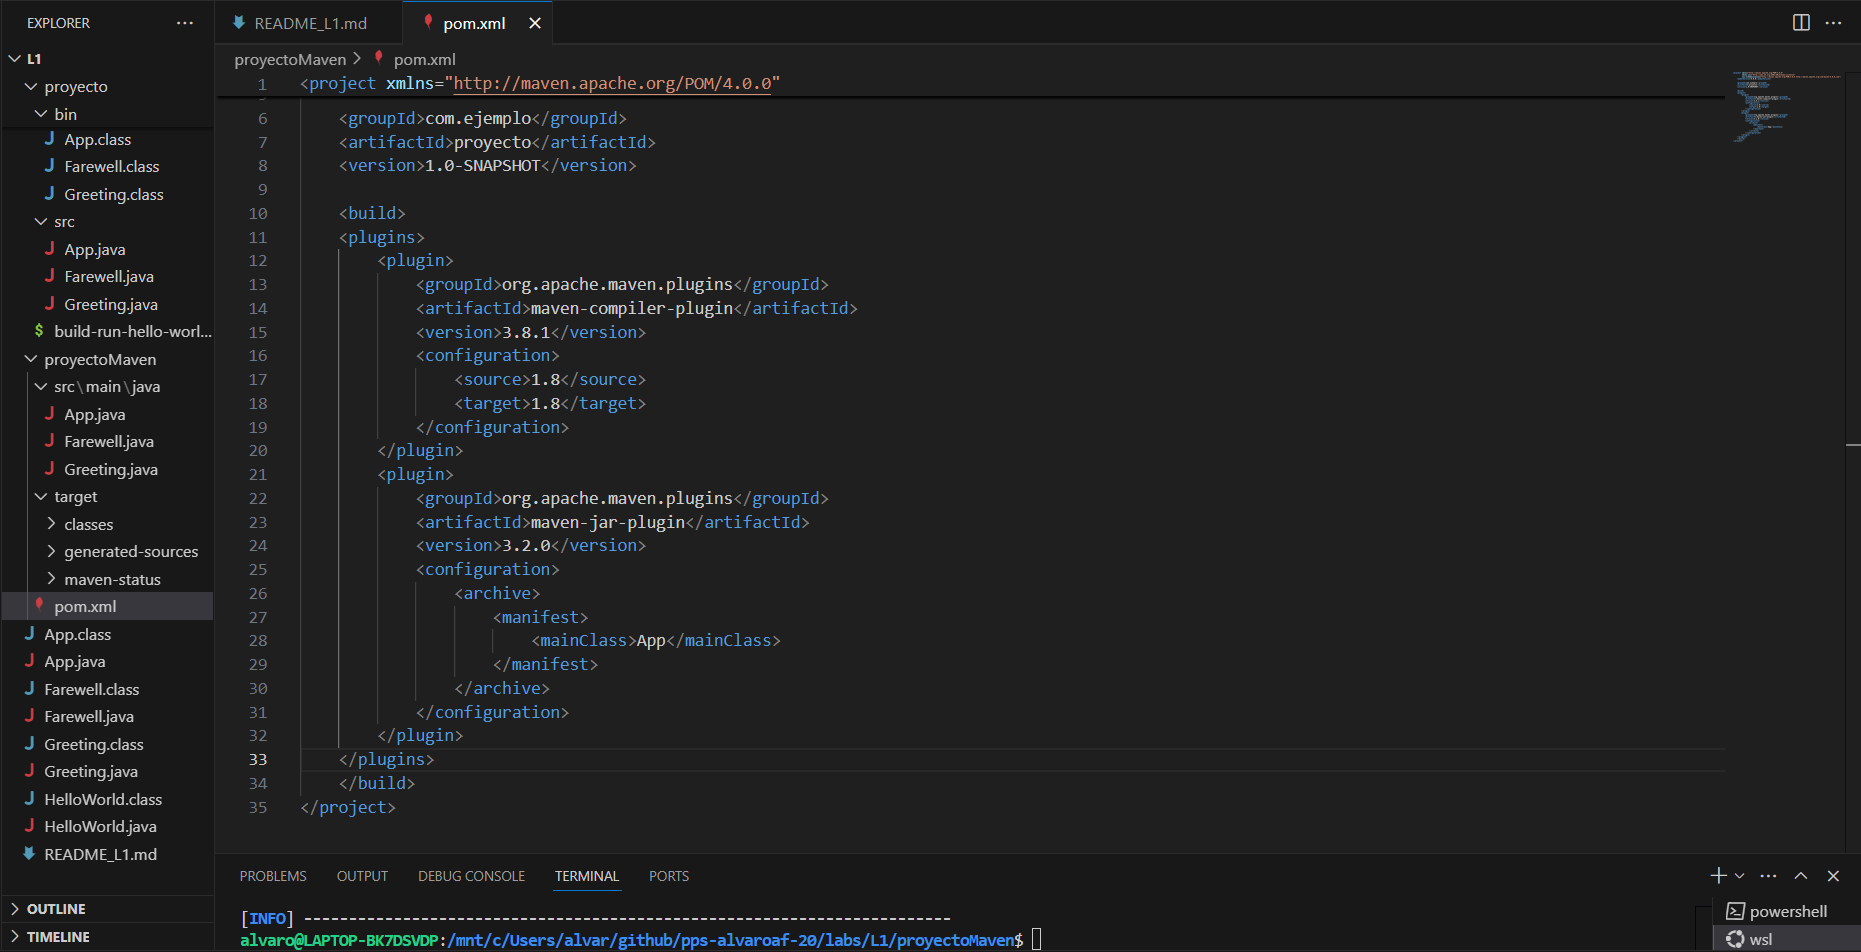 EXPLORER
L1
proyecto
bin
App.class
Farewell.class
Greeting.class
src
App.java
Farewell.java
Greeting.java
build-run-hello-worl...
proyectoMaven
src\main\java
App.java
Farewell.java
Greeting.java
target
classes
generated-sources
maven-status
pom.xml
App.class
App.java
Farewell.class
Farewell.java
Greeting.class
Greeting.java
HelloWorld.class
HelloWorld.java
README_L1.md
OUTLINE
TIMELINE
README_L1.md
pom.xml
proyectoMaven > pom.xml
1 <project xmlns="http://maven.apache.org/POM/4.0.0"
6 <groupId>com.ejemplo</groupId>
7 <artifactId>proyecto</artifactId>
8 <version>1.0-SNAPSHOT</version>
9
10 <build>
11 <plugins>
12 <plugin>
13 <groupId>org.apache.maven.plugins</groupId>
14 <artifactId>maven-compiler-plugin</artifactId>
15 <version>3.8.1</version>
16 <configuration>
17 <source>1.8</source>
18 <target>1.8</target>
19 </configuration>
20 </plugin>
21 <plugin>
22 <groupId>org.apache.maven.plugins</groupId>
23 <artifactId>maven-jar-plugin</artifactId>
24 <version>3.2.0</version>
25 <configuration>
26 <archive>
27 <manifest>
28 <mainClass>App</mainClass>
29 </manifest>
30 </archive>
31 </configuration>
32 </plugin>
33 </plugins>
34 </build>
35 </project>
PROBLEMS OUTPUT DEBUG CONSOLE TERMINAL PORTS
[INFO] ------------------------------------------------------------------------
alvaro@LAPTOP-BK7DSVDP:/mnt/c/Users/alvar/github/pps-alvaroaf-20/labs/L1/proyectoMaven$
powershell
wsl